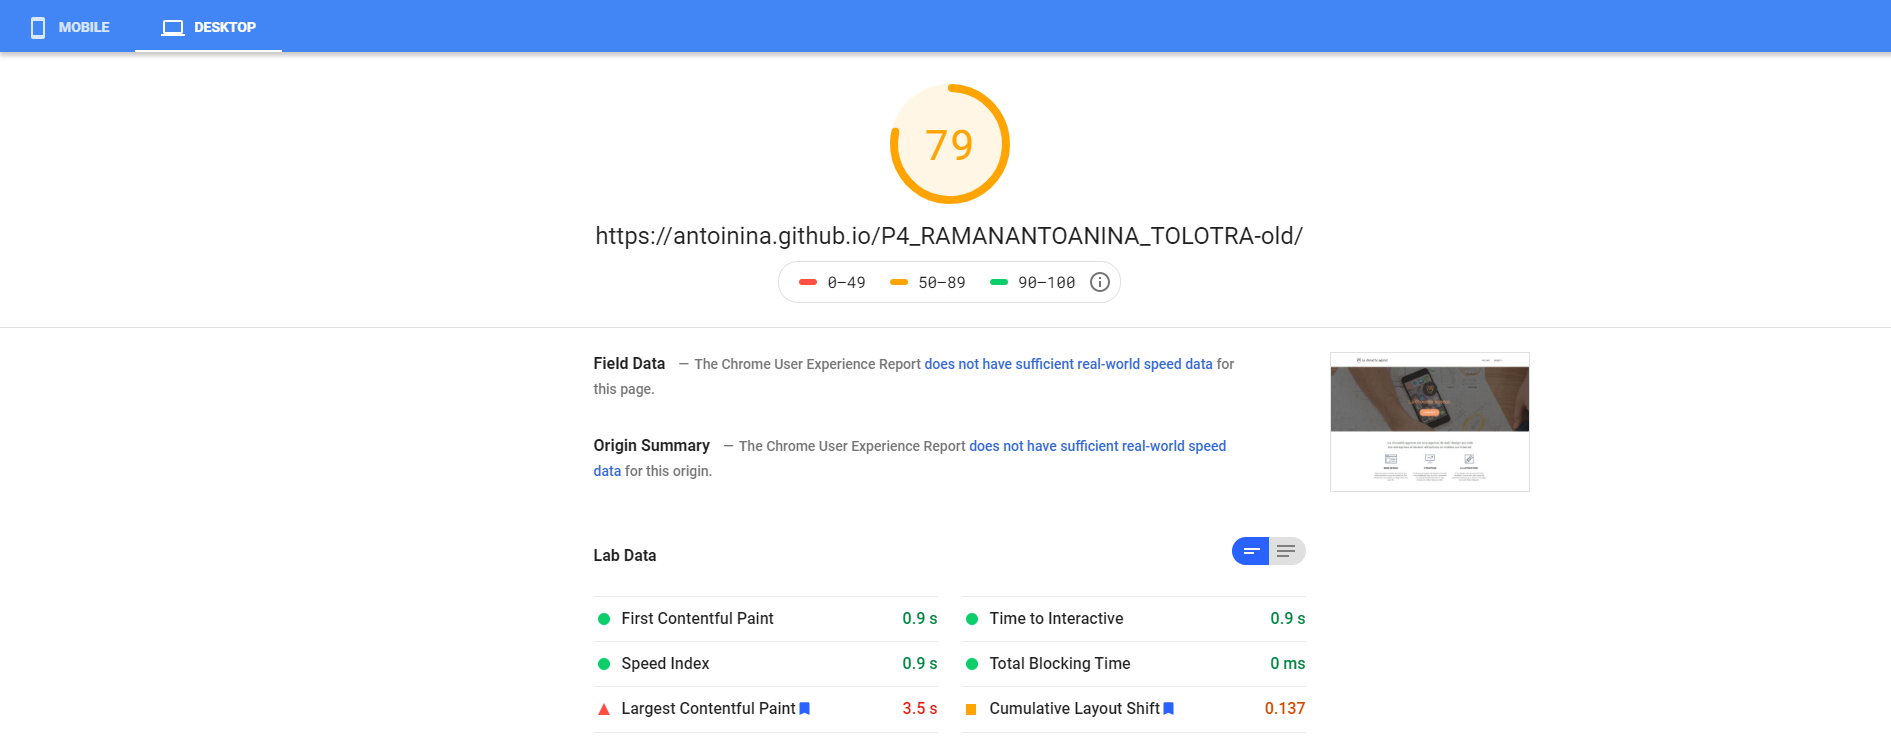 MOBILE
DESKTOP
79
https://antoinina.github.io/P4_RAMANANTOANINA_TOLOTRA-old/
0–49 50–89 90–100
Field Data — The Chrome User Experience Report does not have sufficient real-world speed data for
this page.
Origin Summary — The Chrome User Experience Report does not have sufficient real-world speed
data for this origin.
Lab Data
First Contentful Paint 0.9 s
Time to Interactive 0.9 s
Speed Index 0.9 s
Total Blocking Time 0 ms
Largest Contentful Paint 3.5 s
Cumulative Layout Shift 0.137